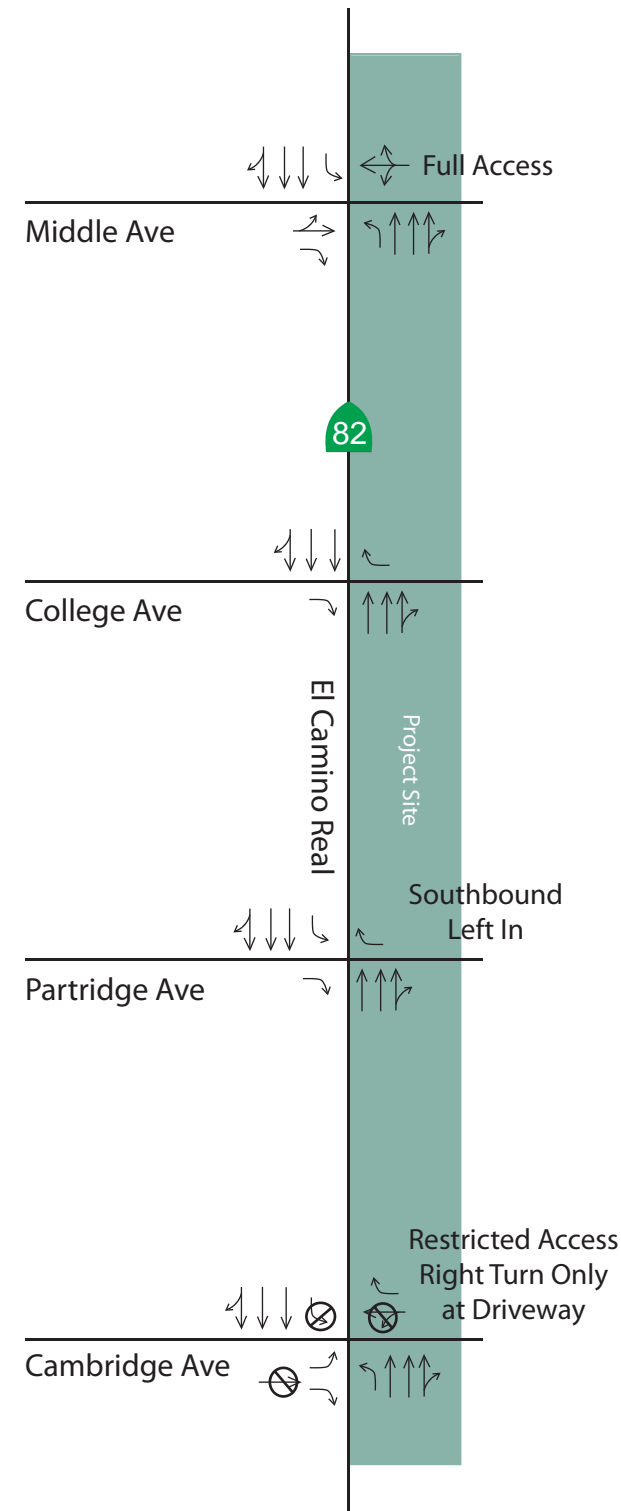 Full Access
Middle Ave
82
College Ave
El Camino Real
Project Site
Southbound
Left In
Partridge Ave
Restricted Access
Right Turn Only
at Driveway
Cambridge Ave